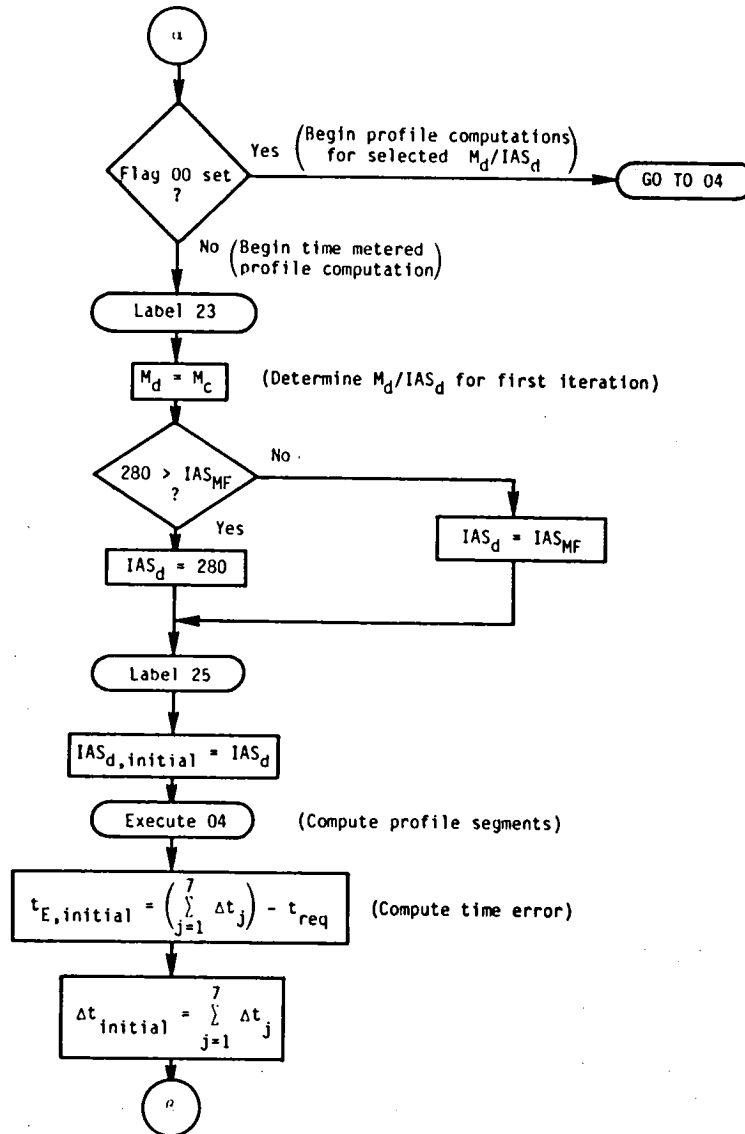 α
Flag 00 set
?
Yes (Begin profile computations
for selected M_d/IAS_d)
GO TO 04
No (Begin time metered
profile computation)
Label 23
M_d = M_c
(Determine M_d/IAS_d for first iteration)
280 > IAS_MF
?
No
Yes
IAS_d = 280
IAS_d = IAS_MF
Label 25
IAS_d,initial = IAS_d
Execute 04
(Compute profile segments)
t_E,initial = (7 Σ j=1 Δt_j) - t_req
(Compute time error)
Δt_initial = 7 Σ j=1 Δt_j